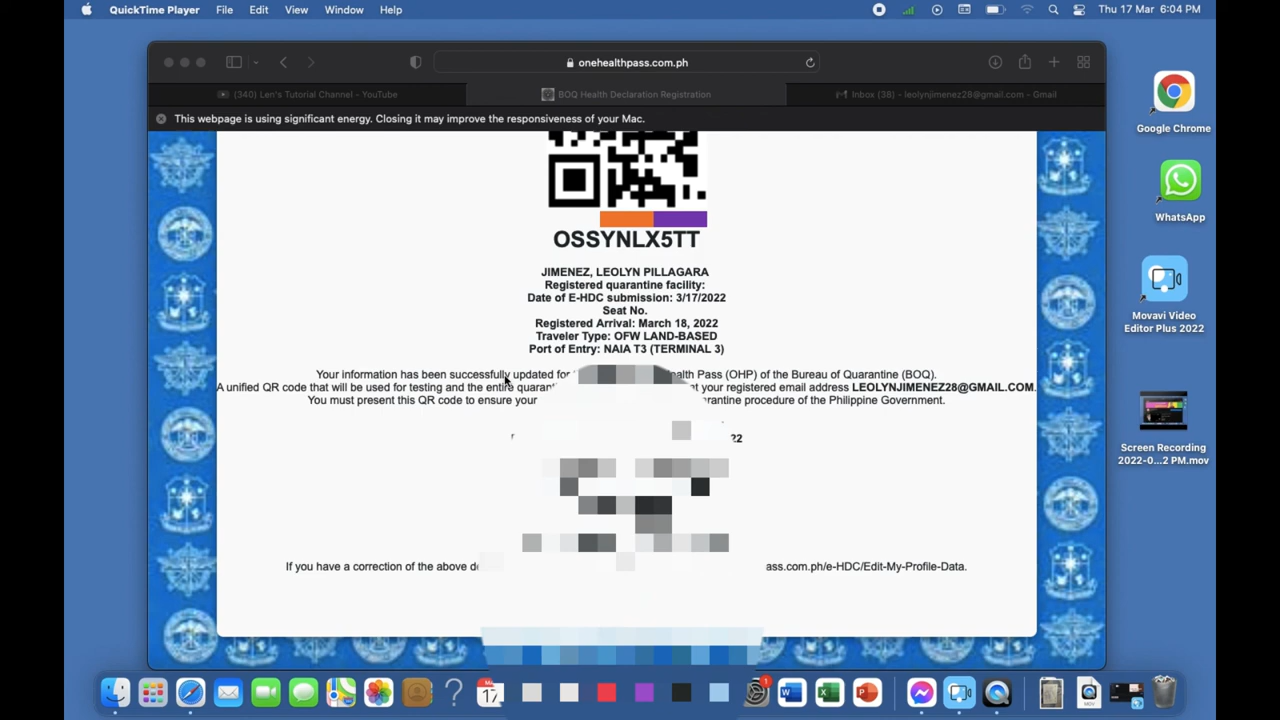 QuickTime Player File Edit View Window Help Thu 17 Mar 6:04 PM
onehealthpass.com.ph
(340) Len's Tutorial Channel - YouTube BOQ Health Declaration Registration Inbox (38) - leolynjimenez28@gmail.com - Gmail
This webpage is using significant energy. Closing it may improve the responsiveness of your Mac.
OSSYNLX5TT
JIMENEZ, LEOLYN PILLAGARA
Registered quarantine facility:
Date of E-HDC submission: 3/17/2022
Seat No.
Registered Arrival: March 18, 2022
Traveler Type: OFW LAND-BASED
Port of Entry: NAIA T3 (TERMINAL 3)
Your information has been successfully updated for Pass (OHP) of the Bureau of Quarantine (BOQ).
A unified QR code that will be used for testing and the entire at your registered email address LEOLYNJIMENEZ28@GMAIL.COM.
You must present this QR code to ensure your procedure of the Philippine Government.
22
If you have a correction of the above ass.com.ph/e-HDC/Edit-My-Profile-Data.
Google Chrome
WhatsApp
Movavi Video
Editor Plus 2022
Screen Recording
2022-0...2 PM.mov
17
1